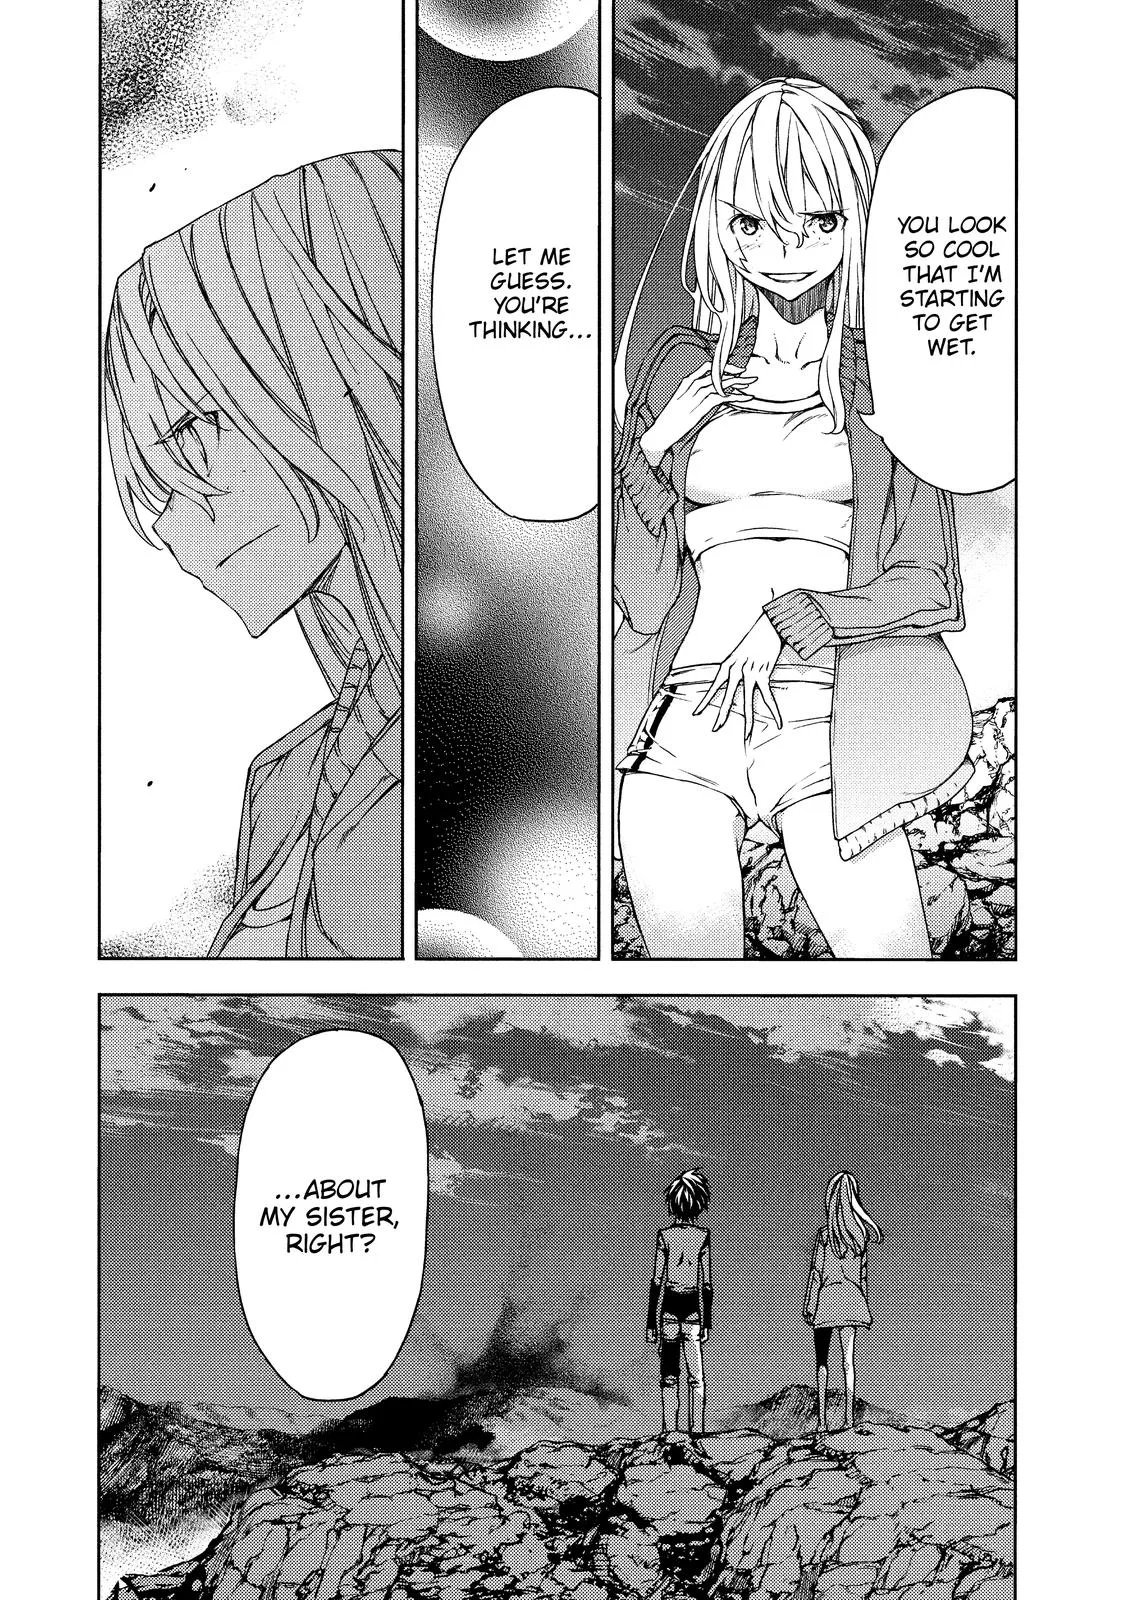 YOU LOOK
SO COOL
THAT I'M
STARTING
TO GET
WET.
LET ME
GUESS.
YOU'RE
THINKING...
...ABOUT
MY SISTER,
RIGHT?